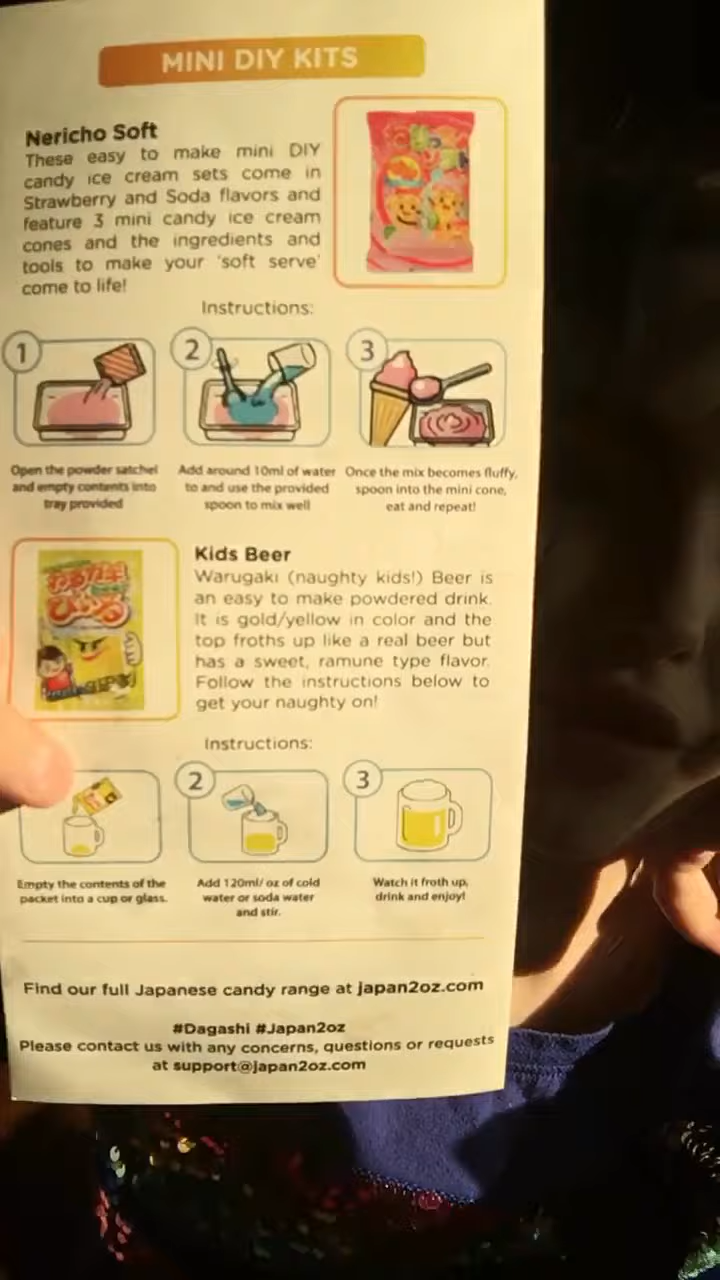 MINI DIY KITS
Nericho Soft
These easy to make mini DIY
candy ice cream sets come in
Strawberry and Soda flavors and
feature 3 mini candy ice cream
cones and the ingredients and
tools to make your 'soft serve'
come to life!
Instructions:
1
2
3
Open the powder satchel
and empty contents into
tray provided
Add around 10ml of water
to and use the provided
spoon to mix well
Once the mix becomes fluffy,
spoon into the mini cone,
eat and repeat!
わるガキ
びぃる
Kids Beer
Warugaki (naughty kids!) Beer is
an easy to make powdered drink.
It is gold/yellow in color and the
top froths up like a real beer but
has a sweet, ramune type flavor.
Follow the instructions below to
get your naughty on!
Instructions:
2
3
Empty the contents of the
packet into a cup or glass.
Add 120ml/ oz of cold
water or soda water
and stir.
Watch it froth up,
drink and enjoy!
Find our full Japanese candy range at japan2oz.com
#Dagashi #Japan2oz
Please contact us with any concerns, questions or requests
at support@japan2oz.com